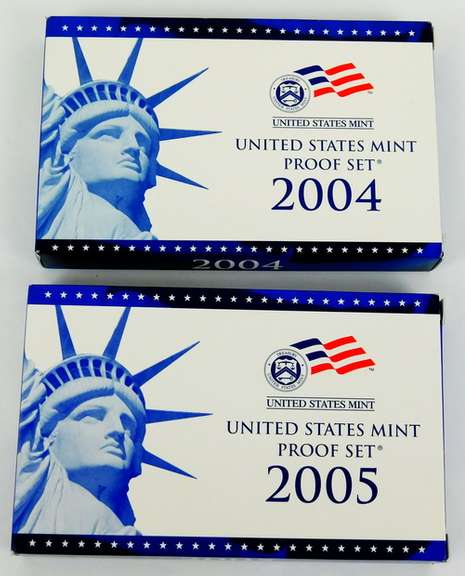 UNITED STATES MINT
UNITED STATES MINT
PROOF SET®
2004
2004
UNITED STATES MINT
UNITED STATES MINT
PROOF SET®
2005